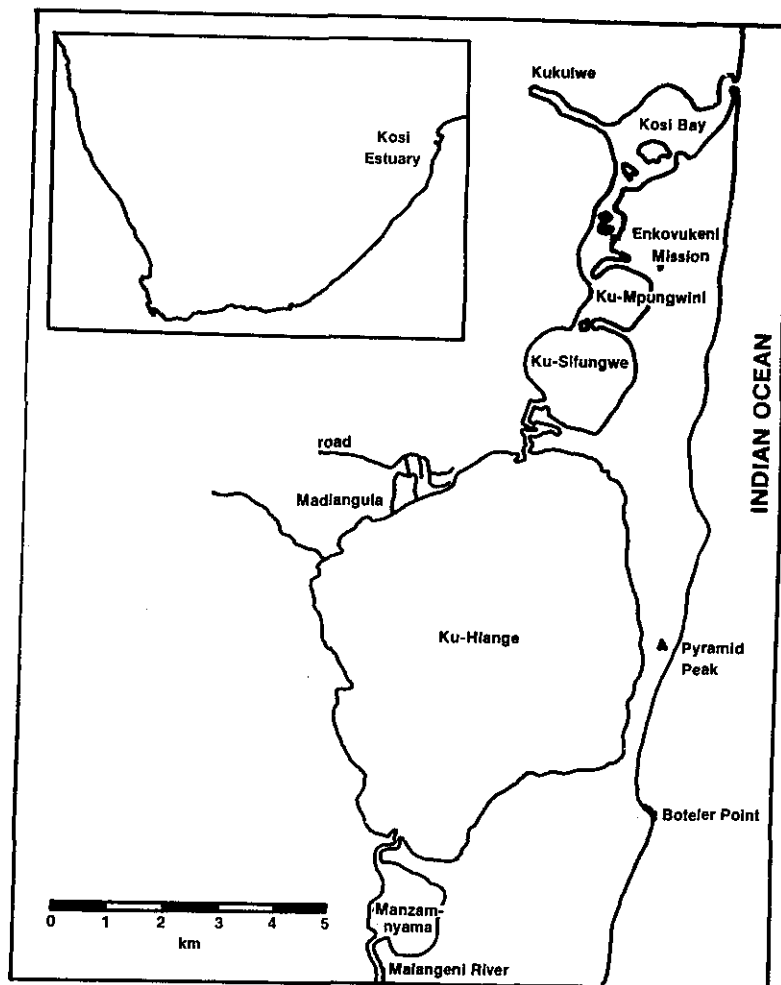 Kukulwe
Kosi Bay
Kosi
Estuary
Enkovukeni
Mission
Ku-Mpungwini
Ku-Sifungwe
INDIAN OCEAN
road
Madlangula
Ku-Hlange
Pyramid
Peak
Boteler Point
0 1 2 3 4 5
km
Manzam-
nyama
Malangeni River